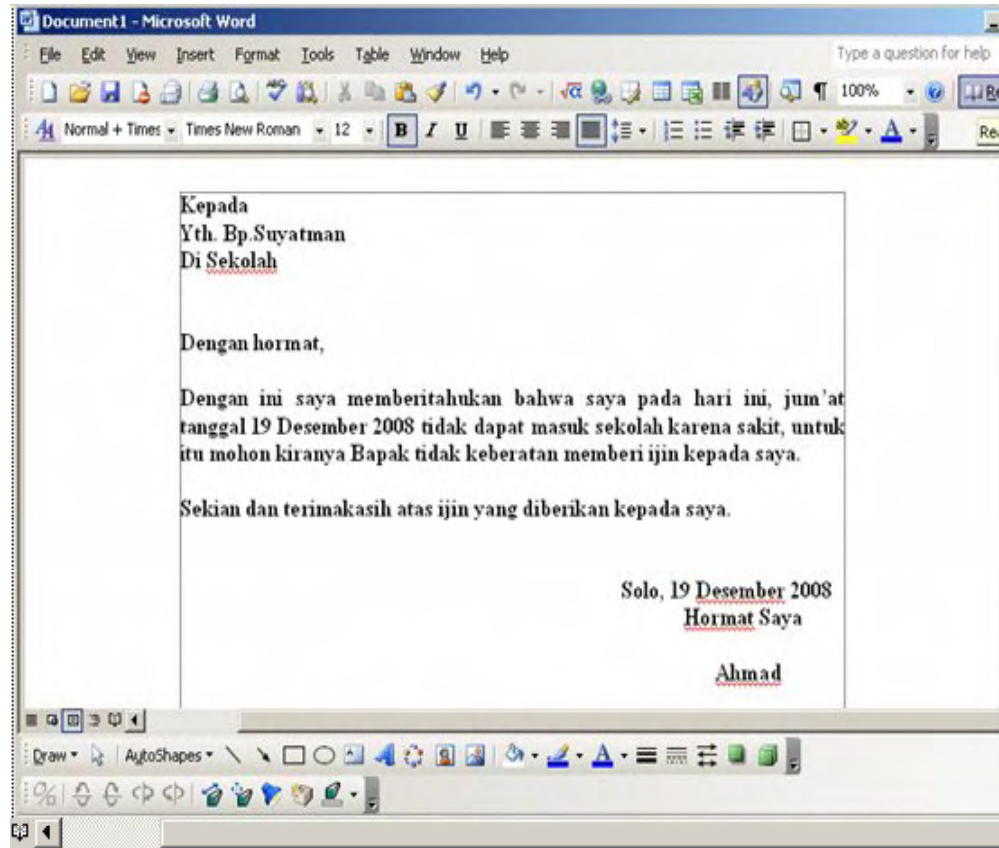 Document1 - Microsoft Word
File Edit View Insert Format Tools Table Window Help Type a question for help
100%
Normal + Times Times New Roman 12 B I U A
Kepada
Yth. Bp.Suyatman
Di Sekolah
Dengan hormat,
Dengan ini saya memberitahukan bahwa saya pada hari ini, jum'at
tanggal 19 Desember 2008 tidak dapat masuk sekolah karena sakit, untuk
itu mohon kiranya Bapak tidak keberatan memberi ijin kepada saya.
Sekian dan terimakasih atas ijin yang diberikan kepada saya.
Solo, 19 Desember 2008
Hormat Saya
Ahmad
Draw AutoShapes